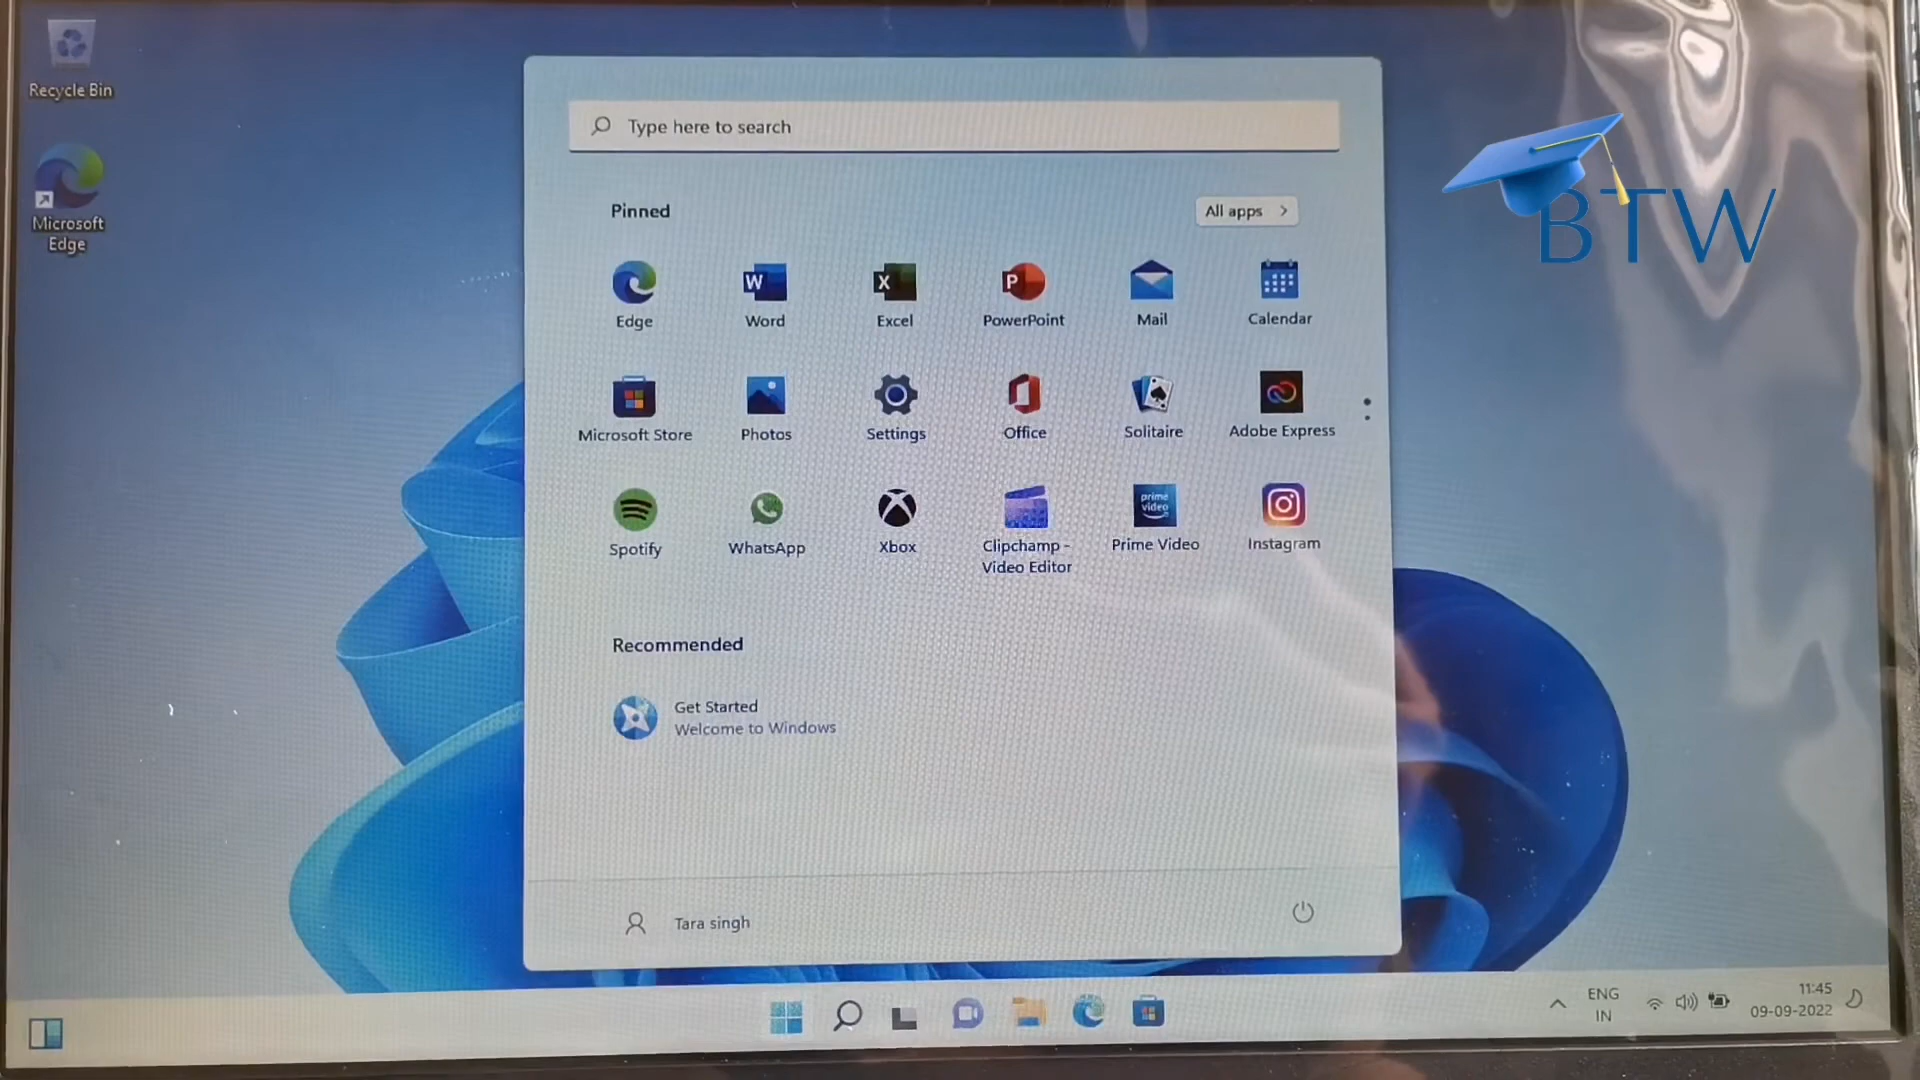 Recycle Bin
Microsoft
Edge
Type here to search
BTW
Pinned
All apps
Edge
Word
Excel
PowerPoint
Mail
Calendar
Microsoft Store
Photos
Settings
Office
Solitaire
Adobe Express
prime
video
Spotify
WhatsApp
Xbox
Clipchamp -
Video Editor
Prime Video
Instagram
Recommended
Get Started
Welcome to Windows
Tara singh
ENG
IN
11:45
09-09-2022